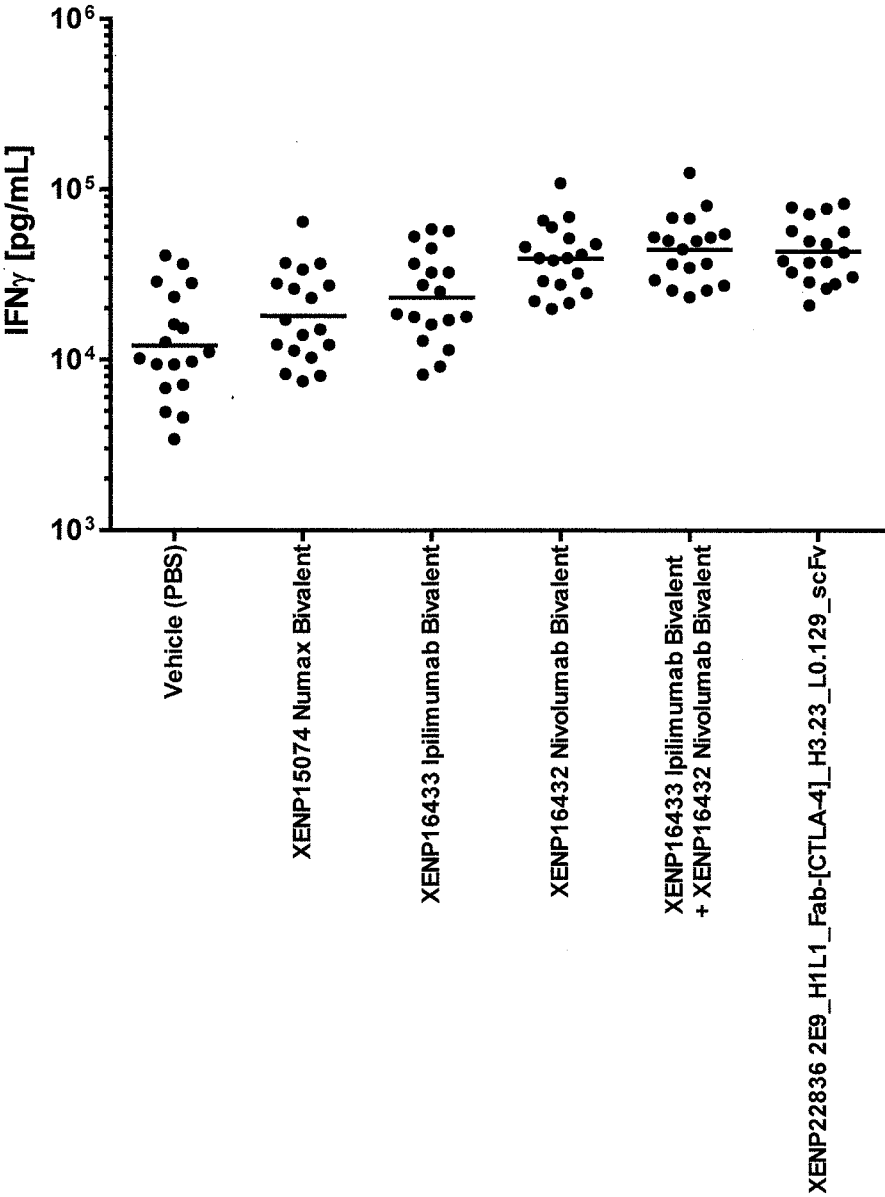 IFNγ [pg/mL]
10⁶
10⁵
10⁴
10³
Vehicle (PBS)
XENP15074 Numax Bivalent
XENP16433 Ipilimumab Bivalent
XENP16432 Nivolumab Bivalent
XENP16433 Ipilimumab Bivalent
+ XENP16432 Nivolumab Bivalent
XENP22836 2E9_H1L1_Fab-[CTLA-4]_H3.23_L0.129_scFv